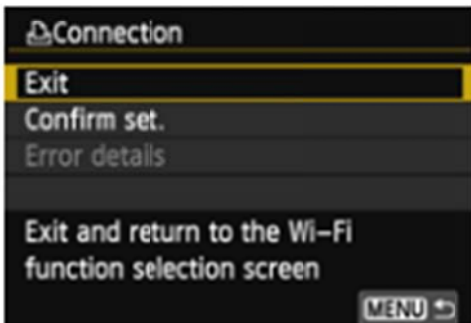 Connection
Exit
Confirm set.
Error details
Exit and return to the Wi-Fi
function selection screen
MENU